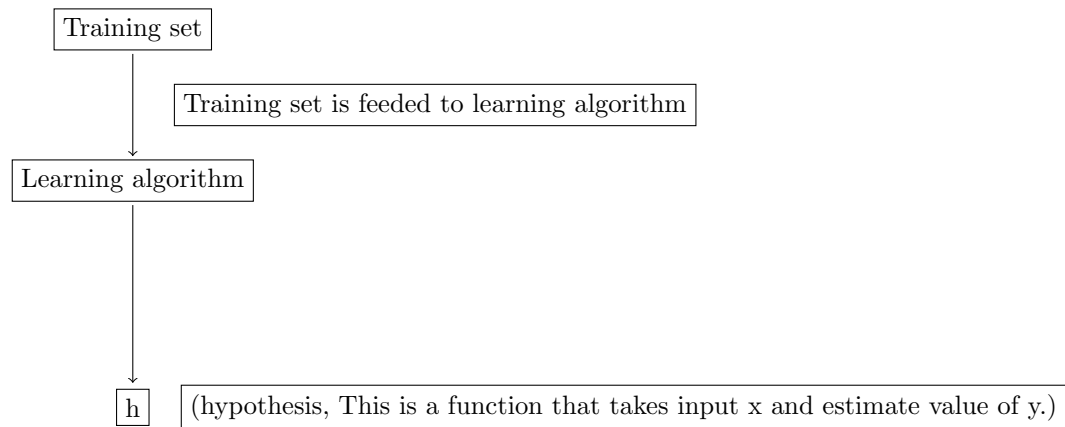 Training set
Training set is feeded to learning algorithm
Learning algorithm
h
(hypothesis, This is a function that takes input x and estimate value of y.)